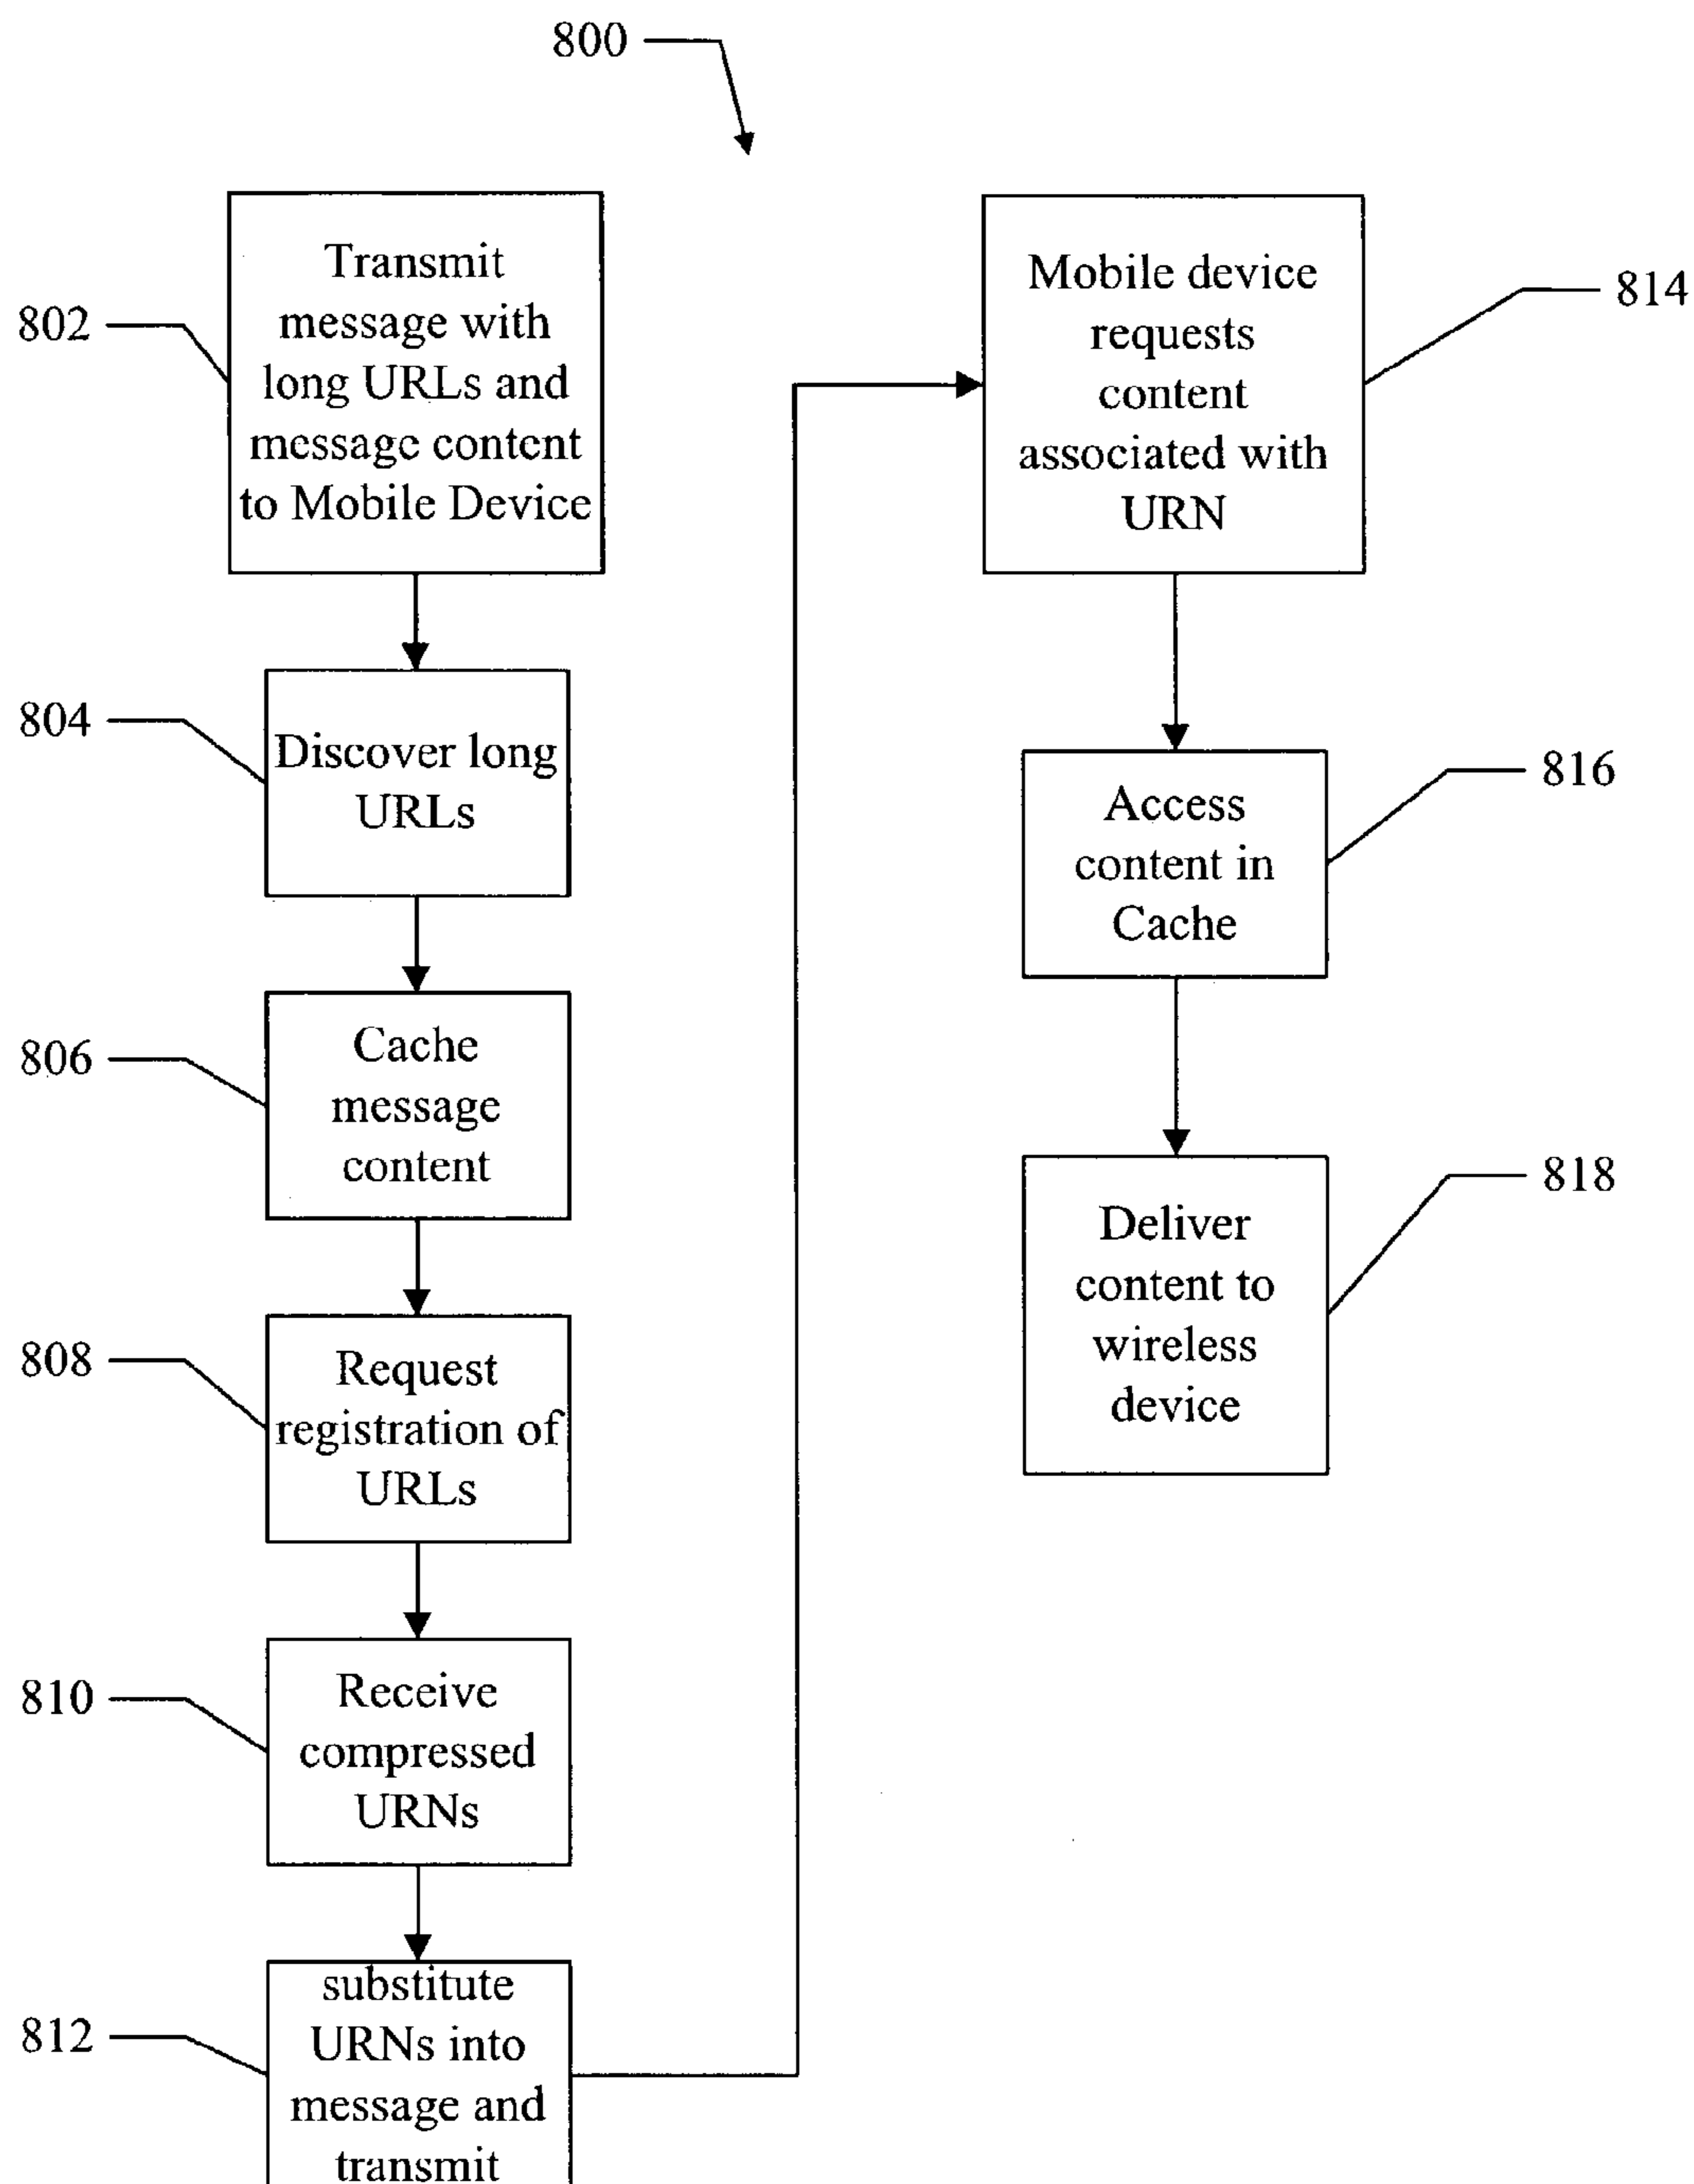 800
802
Transmit
message with
long URLs and
message content
to Mobile Device
804
Discover long
URLs
806
Cache
message
content
808
Request
registration of
URLs
810
Receive
compressed
URNs
812
substitute
URNs into
message and
transmit
814
Mobile device
requests
content
associated with
URN
816
Access
content in
Cache
818
Deliver
content to
wireless
device